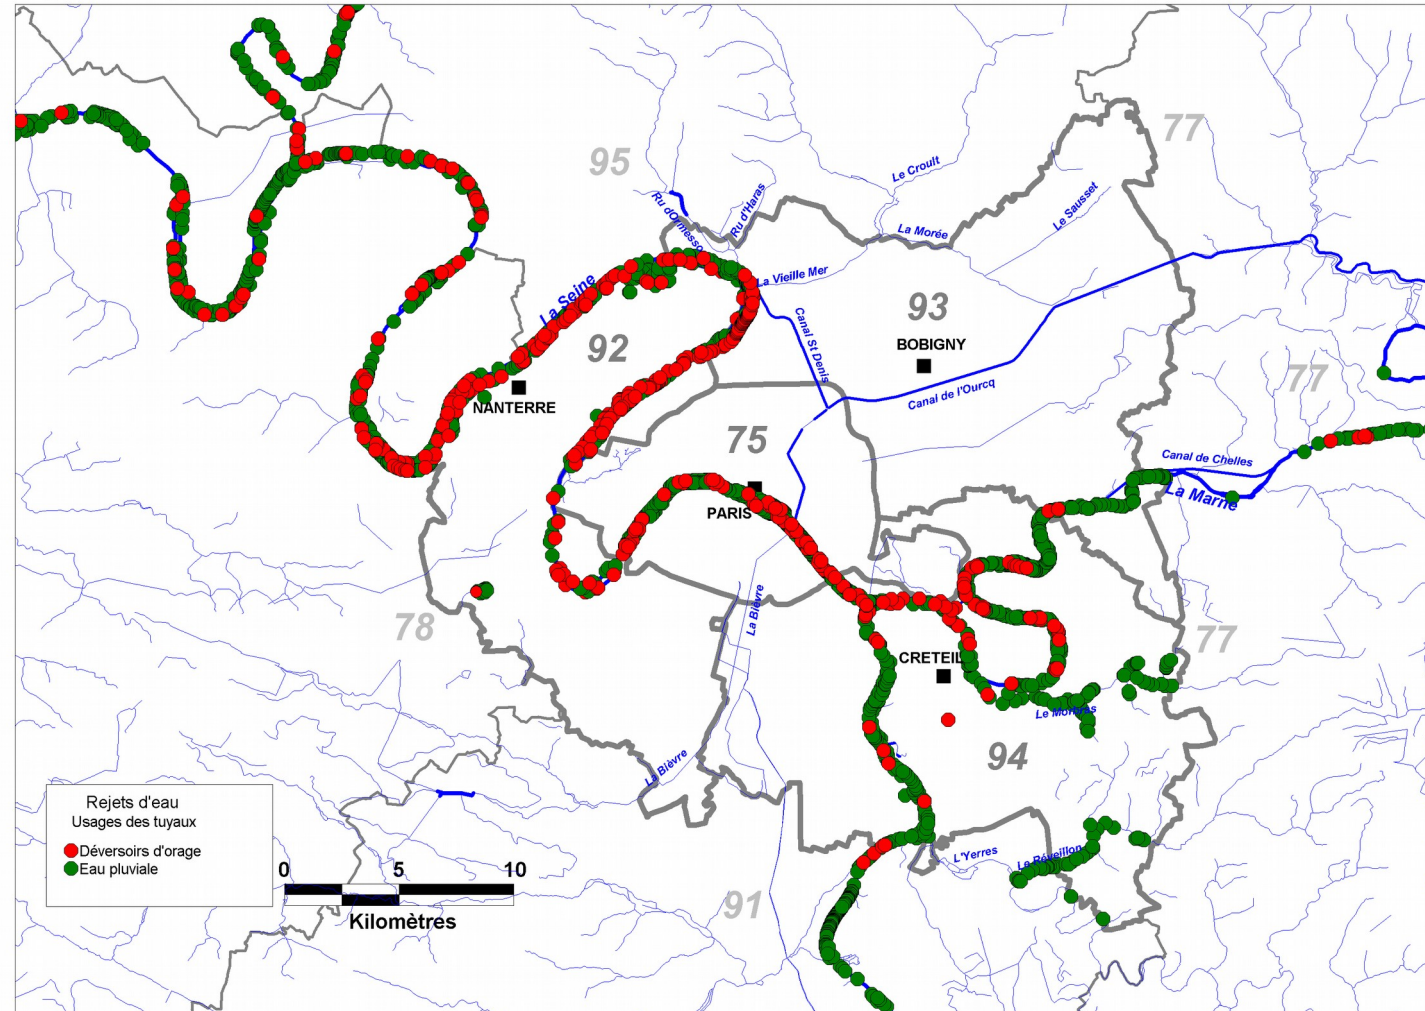 77
95
Le Croult
Ru d'Haras
Le Sausset
Ru d'Ormesso
La Morée
La Vieille Mer
La Seine
93
Canal St Denis
92
BOBIGNY
NANTERRE
Canal de l'Ourcq
77
75
Canal de Chelles
La Marne
PARIS
La Bièvre
78
77
CRETEIL
Le Morbras
94
La Bièvre
L'Yerres
Le Réveillon
91
Rejets d'eau
Usages des tuyaux
Déversoirs d'orage
Eau pluviale
0 5 10
Kilomètres